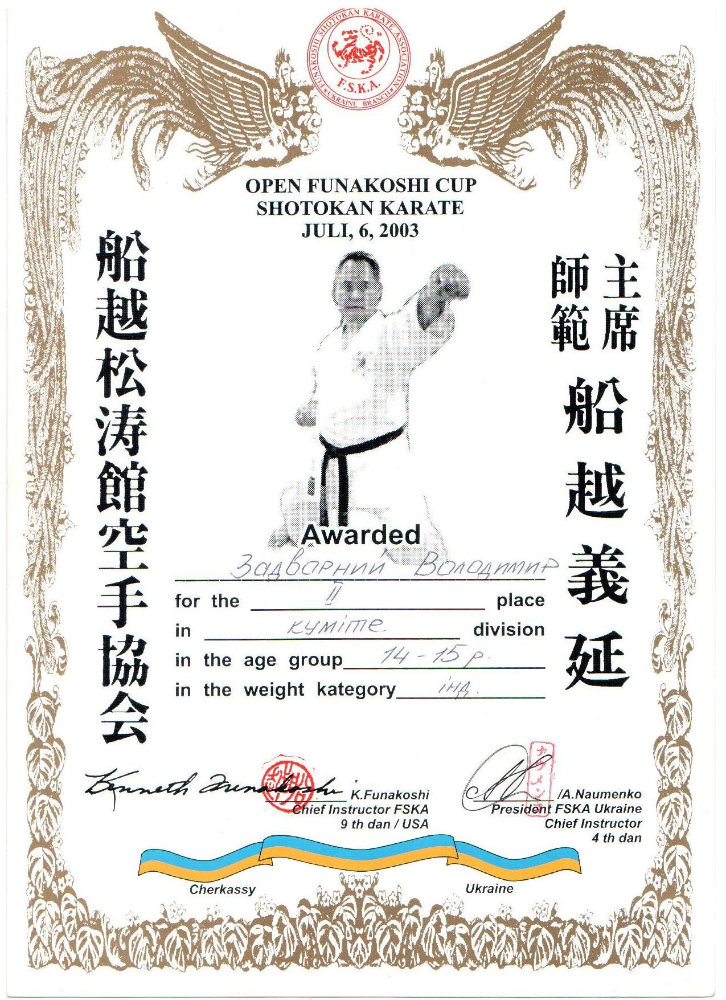 FUNAKOSHI SHOTOKAN KARATE ASSOCIATION
F.S.K.A.
*UKRAINE BRANCH*
OPEN FUNAKOSHI CUP
SHOTOKAN KARATE
JULI, 6, 2003
船越松涛館空手協会
主席
師範
船越義延
Awarded
Задварний Володимир
for the II place
in куміте division
in the age group 14-15 р.
in the weight kategory інд.
Kenneth Funakoshi
K.Funakoshi
Chief Instructor FSKA
9 th dan / USA
/A.Naumenko
President FSKA Ukraine
Chief Instructor
4 th dan
Cherkassy
Ukraine